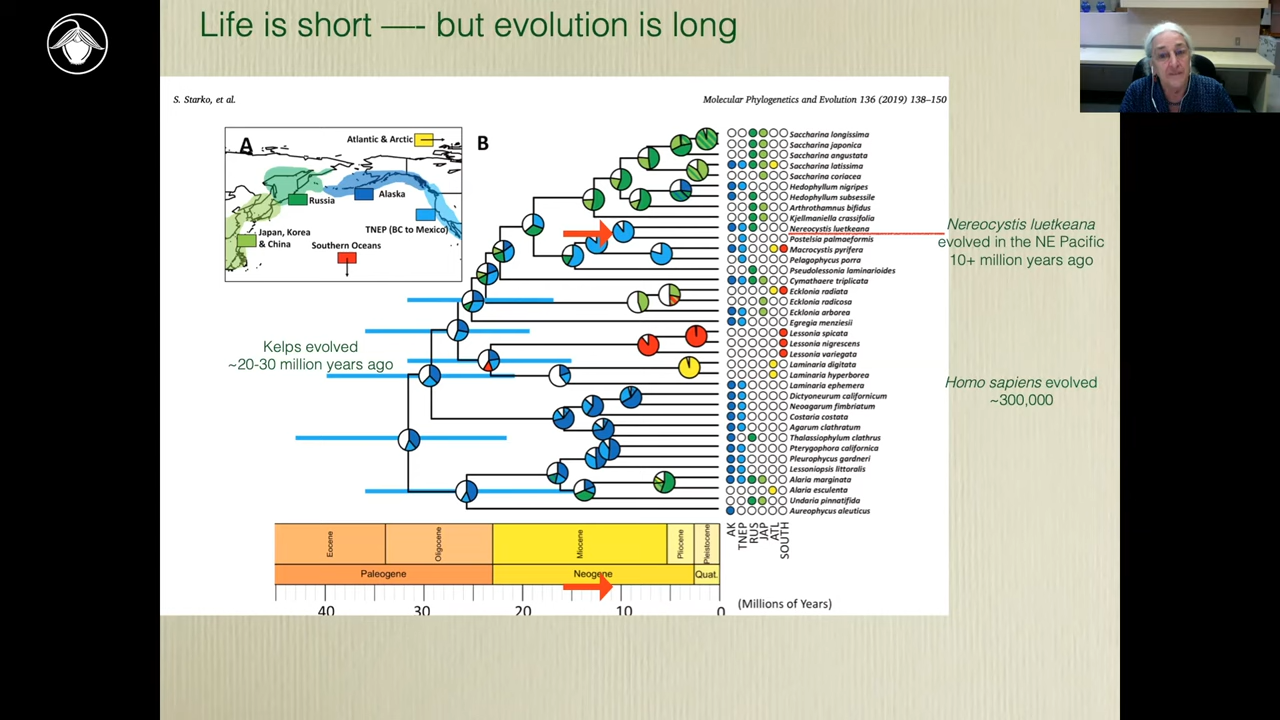 Life is short —- but evolution is long
S. Starko, et al.
Molecular Phylogenetics and Evolution 136 (2019) 138–150
A
Atlantic & Arctic
Russia
Alaska
TNEP (BC to Mexico)
Japan, Korea
& China
Southern Oceans
B
Saccharina longissima
Saccharina japonica
Saccharina angustata
Saccharina latissima
Saccharina coriacea
Hedophyllum nigripes
Hedophyllum subsessile
Arthrothamnus bifidus
Kjellmaniella crassifolia
Nereocystis luetkeana
Postelsia palmaeformis
Macrocystis pyrifera
Pelagophycus porra
Pseudolessonia laminarioides
Cymathaere triplicata
Ecklonia radiata
Ecklonia radicosa
Ecklonia arborea
Egregia menziesii
Lessonia spicata
Lessonia nigrescens
Lessonia variegata
Laminaria digitata
Laminaria hyperborea
Laminaria ephemera
Dictyoneurum californicum
Neoagarum fimbriatum
Costaria costata
Agarum clathratum
Thalassiophyllum clathrus
Pterygophora californica
Pleurophycus gardneri
Lessoniopsis littoralis
Alaria marginata
Alaria esculenta
Undaria pinnatifida
Aureophycus aleuticus
Nereocystis luetkeana
evolved in the NE Pacific
10+ million years ago
Kelps evolved
~20-30 million years ago
Homo sapiens evolved
~300,000
AK
TNEP
RUS
JAP
ATL
SOUTH
Eocene
Oligocene
Miocene
Pliocene
Pleistocene
Paleogene
Neogene
Quat.
40
30
20
10
0
(Millions of Years)